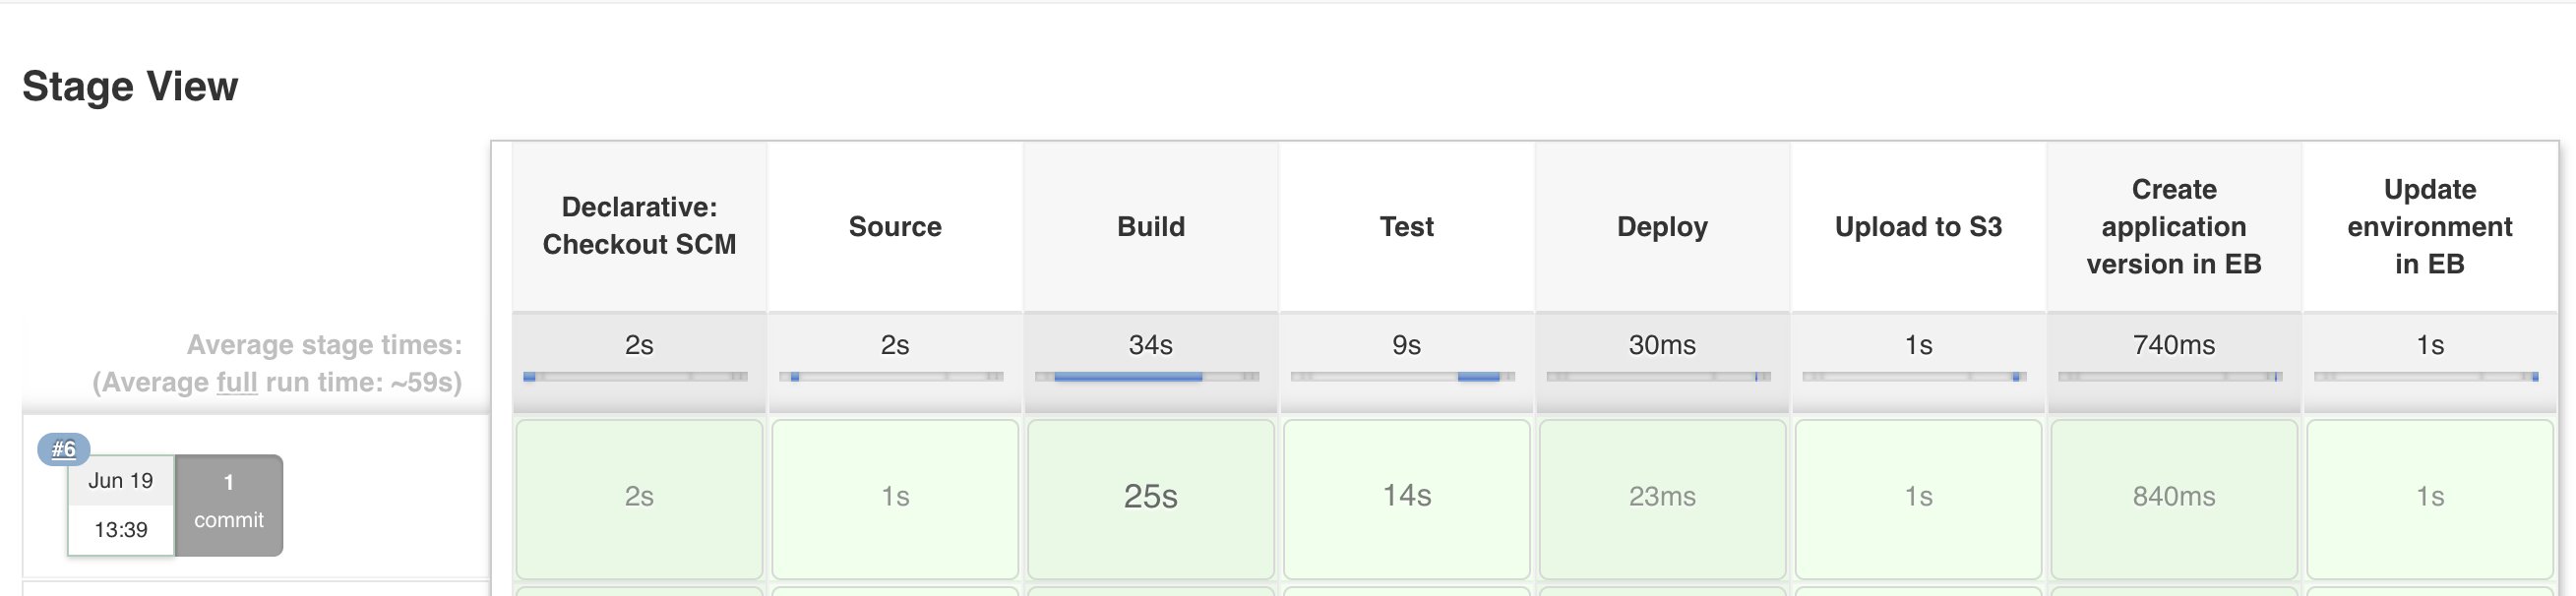 Stage View
Declarative:
Checkout SCM
Source
Build
Test
Deploy
Upload to S3
Create
application
version in EB
Update
environment
in EB
Average stage times:
(Average full run time: ~59s)
2s
2s
34s
9s
30ms
1s
740ms
1s
#6
Jun 19
13:39
1
commit
2s
1s
25s
14s
23ms
1s
840ms
1s